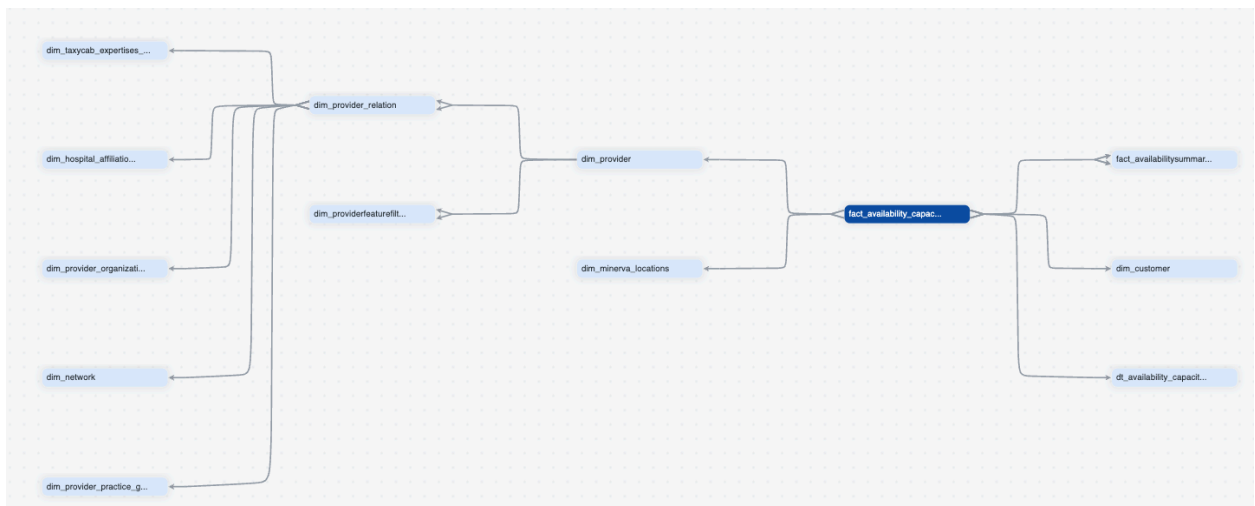 dim_taxycab_expertises_...
dim_provider_relation
dim_hospital_affiliatio...
dim_provider
fact_availabilitysummar...
dim_providerfeaturefilt...
fact_availability_capac...
dim_provider_organizati...
dim_minerva_locations
dim_customer
dim_network
dt_availability_capacit...
dim_provider_practice_g...